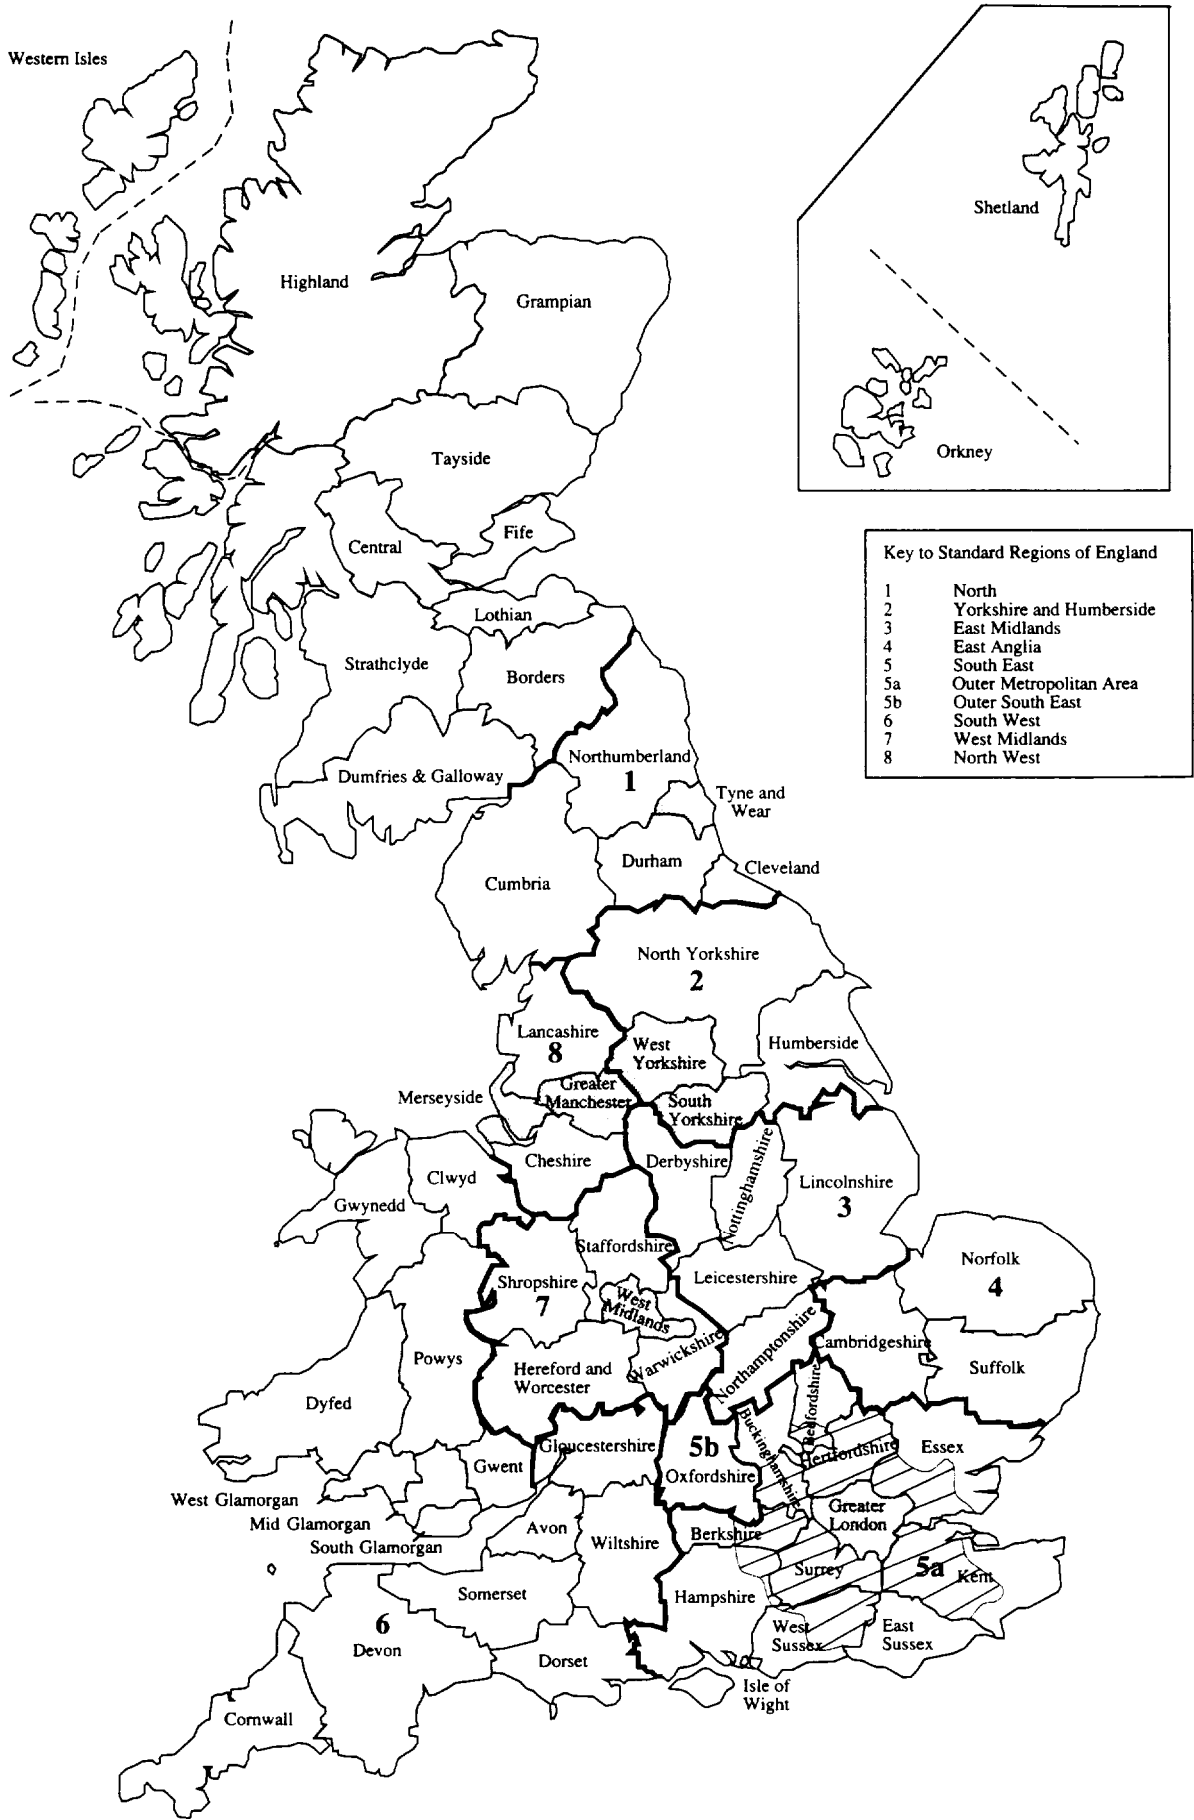 Western Isles
Shetland
Highland
Grampian
Orkney
Tayside
Fife
Central
Key to Standard Regions of England
1 North
2 Yorkshire and Humberside
3 East Midlands
4 East Anglia
5 South East
5a Outer Metropolitan Area
5b Outer South East
6 South West
7 West Midlands
8 North West
Lothian
Strathclyde
Borders
Northumberland
1
Dumfries & Galloway
Tyne and
Wear
Durham
Cleveland
Cumbria
North Yorkshire
2
Lancashire
8
West
Yorkshire
Humberside
Merseyside
Greater
Manchester
South
Yorkshire
Cheshire
Derbyshire
Nottinghamshire
Lincolnshire
3
Clwyd
Gwynedd
Staffordshire
Norfolk
4
Shropshire
7
Leicestershire
West
Midlands
Warwickshire
Northamptonshire
Cambridgeshire
Suffolk
Powys
Hereford and
Worcester
Dyfed
Bedfordshire
Buckinghamshire
Gloucestershire
5b
Oxfordshire
Hertfordshire
Essex
Gwent
West Glamorgan
Mid Glamorgan
South Glamorgan
Avon
Wiltshire
Berkshire
Greater
London
Surrey
5a
Kent
Somerset
Hampshire
6
Devon
West
Sussex
East
Sussex
Dorset
Isle of
Wight
Cornwall